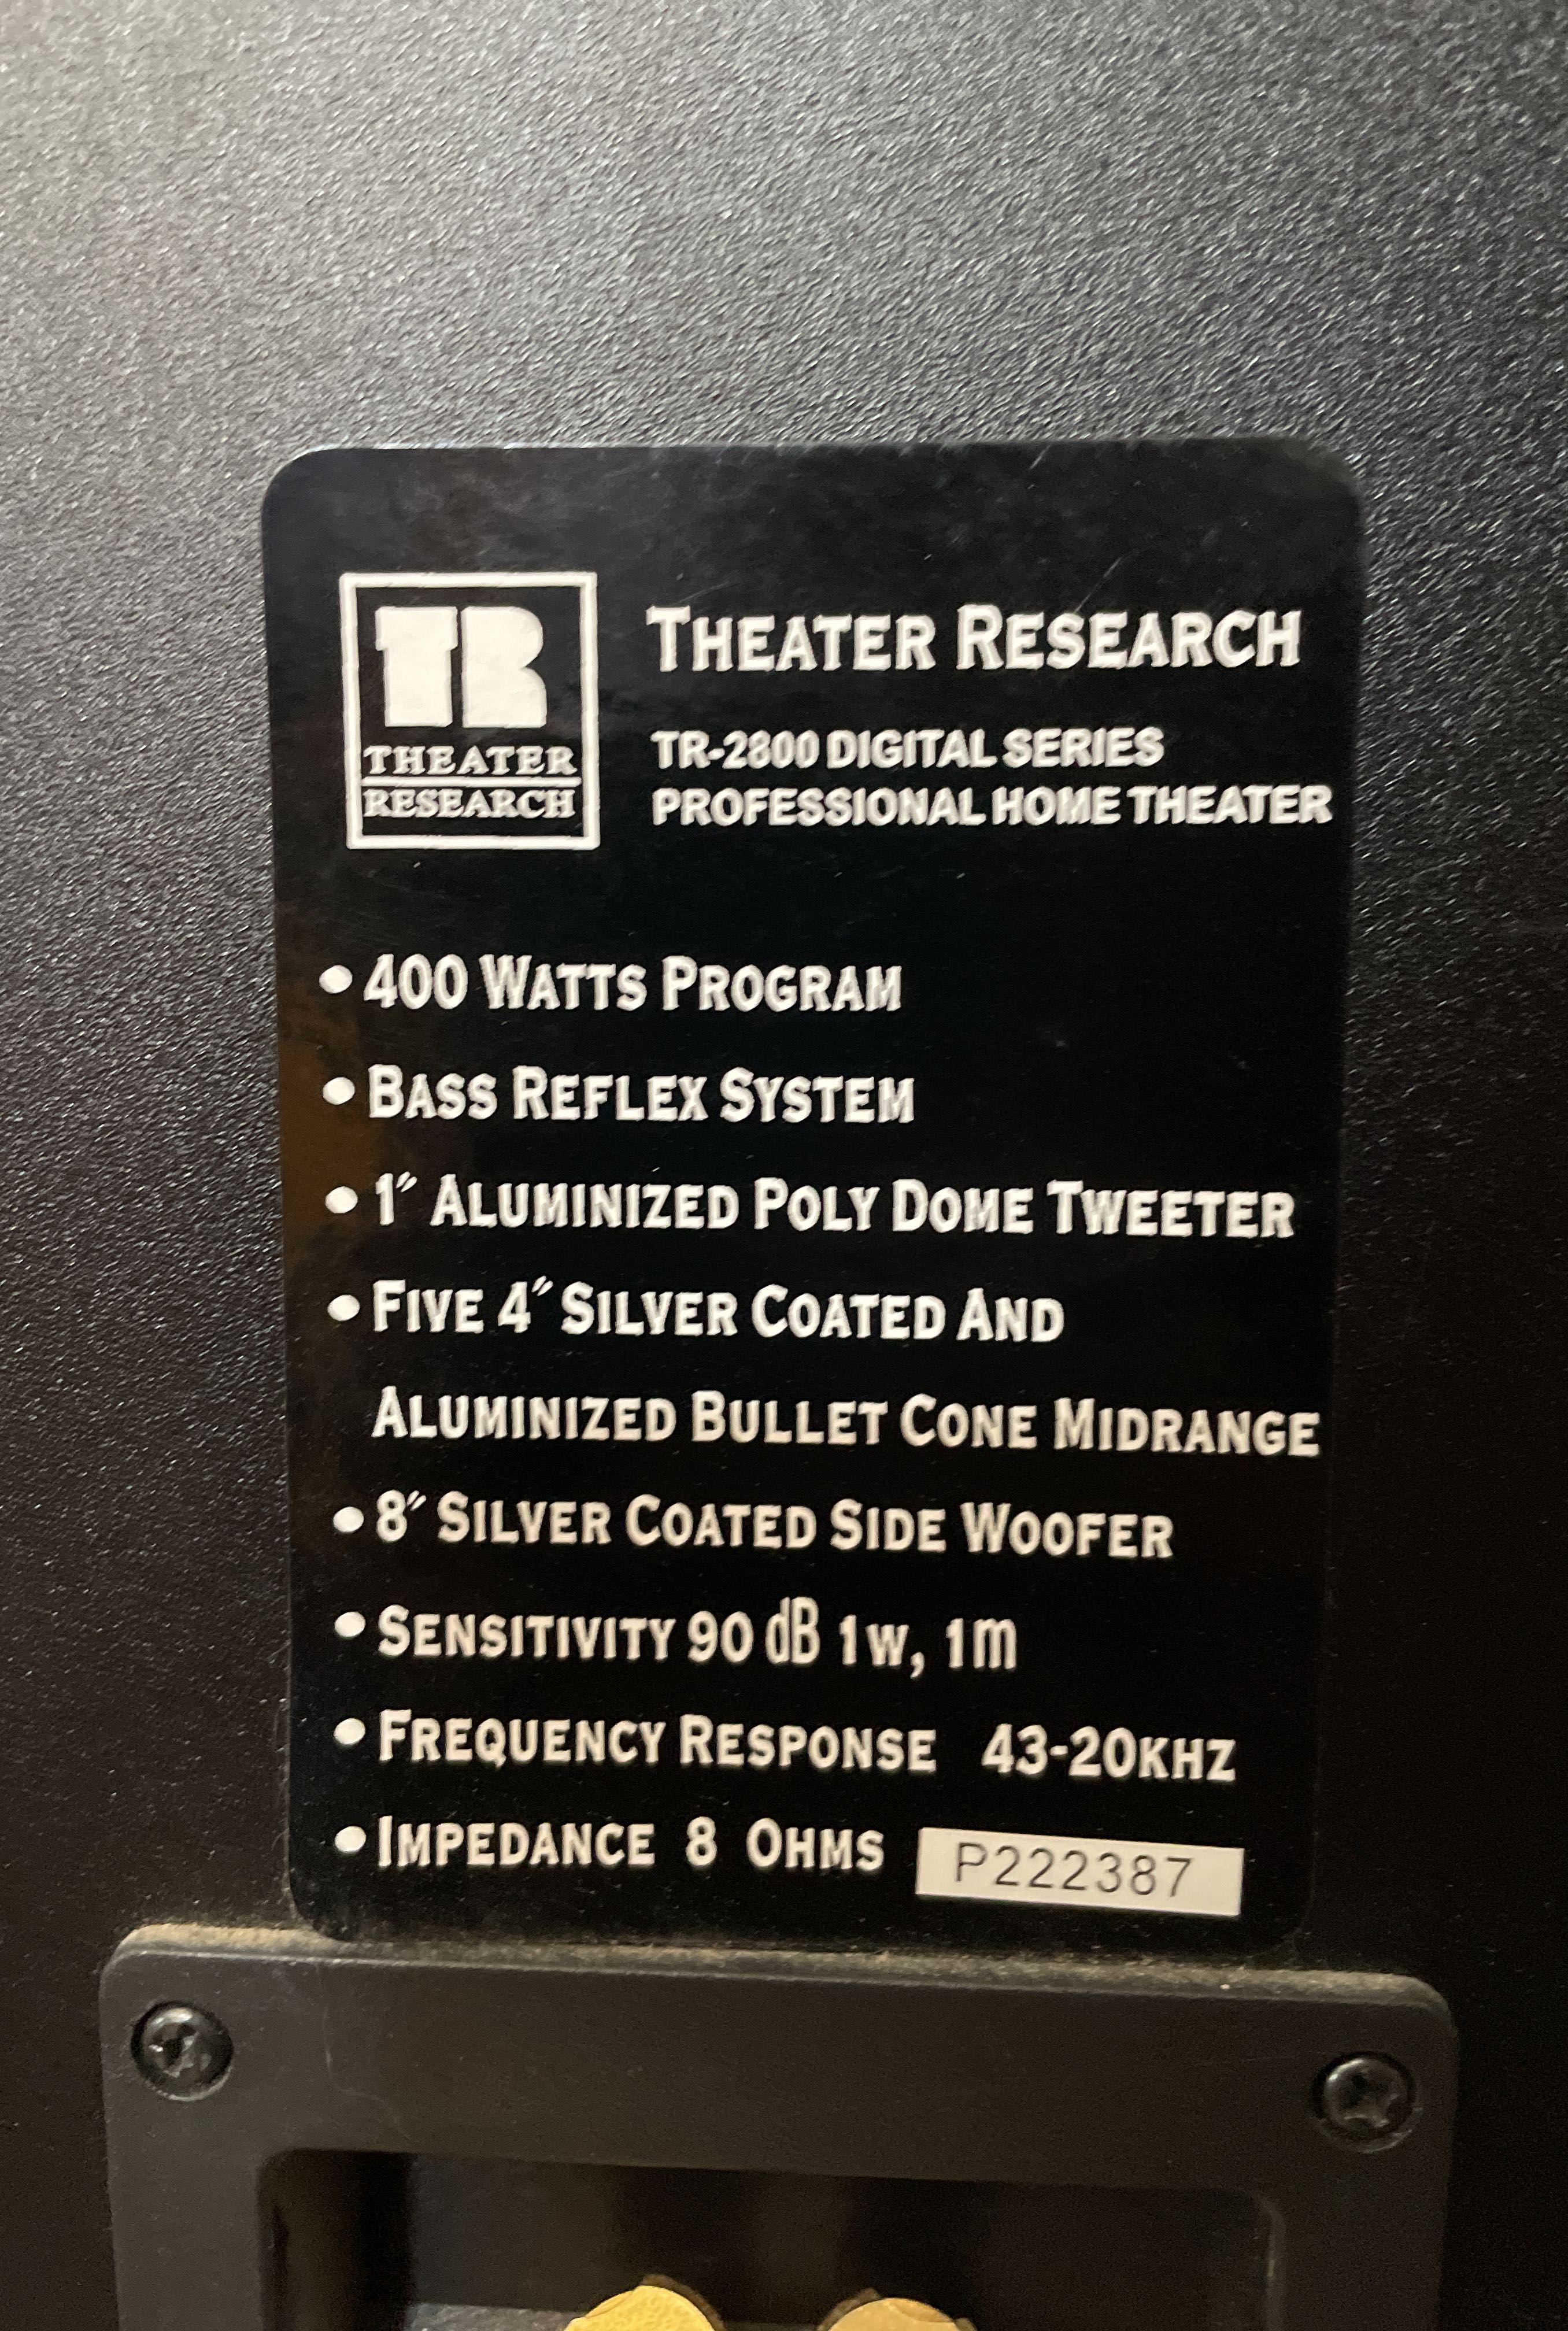 TR
THEATER
RESEARCH
THEATER RESEARCH
TR-2800 DIGITAL SERIES
PROFESSIONAL HOME THEATER
• 400 WATTS PROGRAM
• BASS REFLEX SYSTEM
• 1" ALUMINIZED POLY DOME TWEETER
• FIVE 4" SILVER COATED AND
ALUMINIZED BULLET CONE MIDRANGE
• 8" SILVER COATED SIDE WOOFER
• SENSITIVITY 90 dB 1W, 1m
• FREQUENCY RESPONSE 43-20KHZ
• IMPEDANCE 8 OHMS P222387